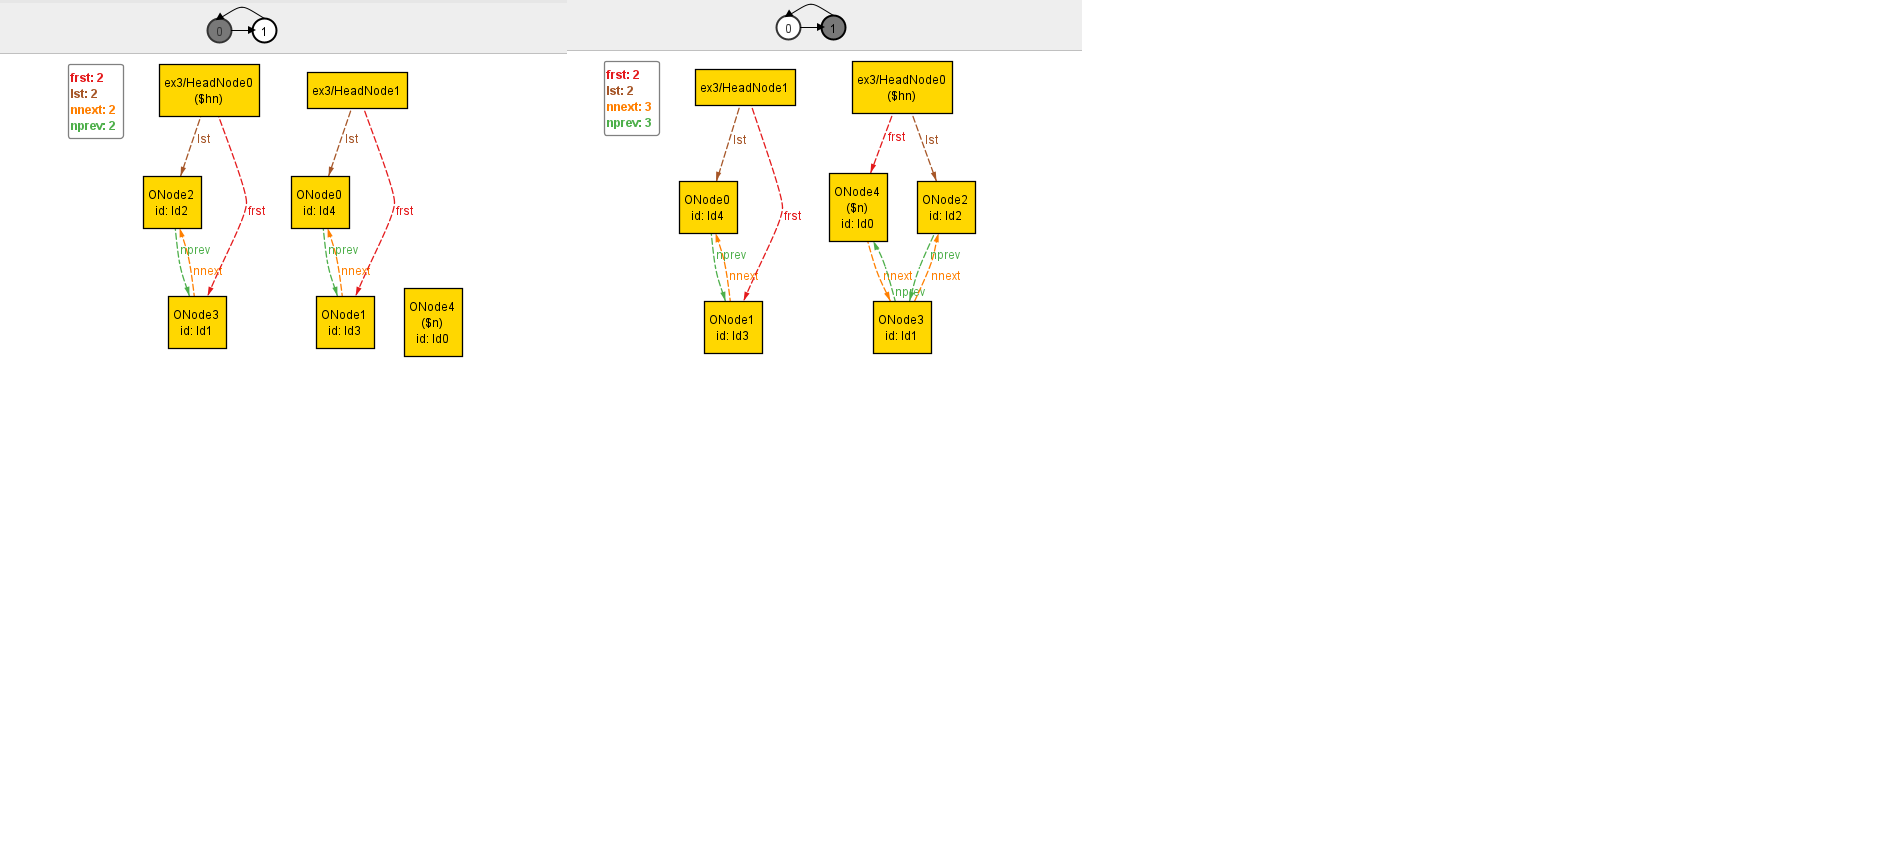 0
1
frst: 2
lst: 2
nnext: 2
nprev: 2
ex3/HeadNode0
($hn)
ex3/HeadNode1
lst
lst
ONode2
id: Id2
ONode0
id: Id4
frst
frst
nprev
nprev
nnext
nnext
ONode3
id: Id1
ONode1
id: Id3
ONode4
($n)
id: Id0
0
1
frst: 2
lst: 2
nnext: 3
nprev: 3
ex3/HeadNode1
ex3/HeadNode0
($hn)
lst
frst
lst
ONode0
id: Id4
ONode4
($n)
id: Id0
ONode2
id: Id2
frst
nprev
nprev
nnext
nnext
nnext
nprev
ONode1
id: Id3
ONode3
id: Id1